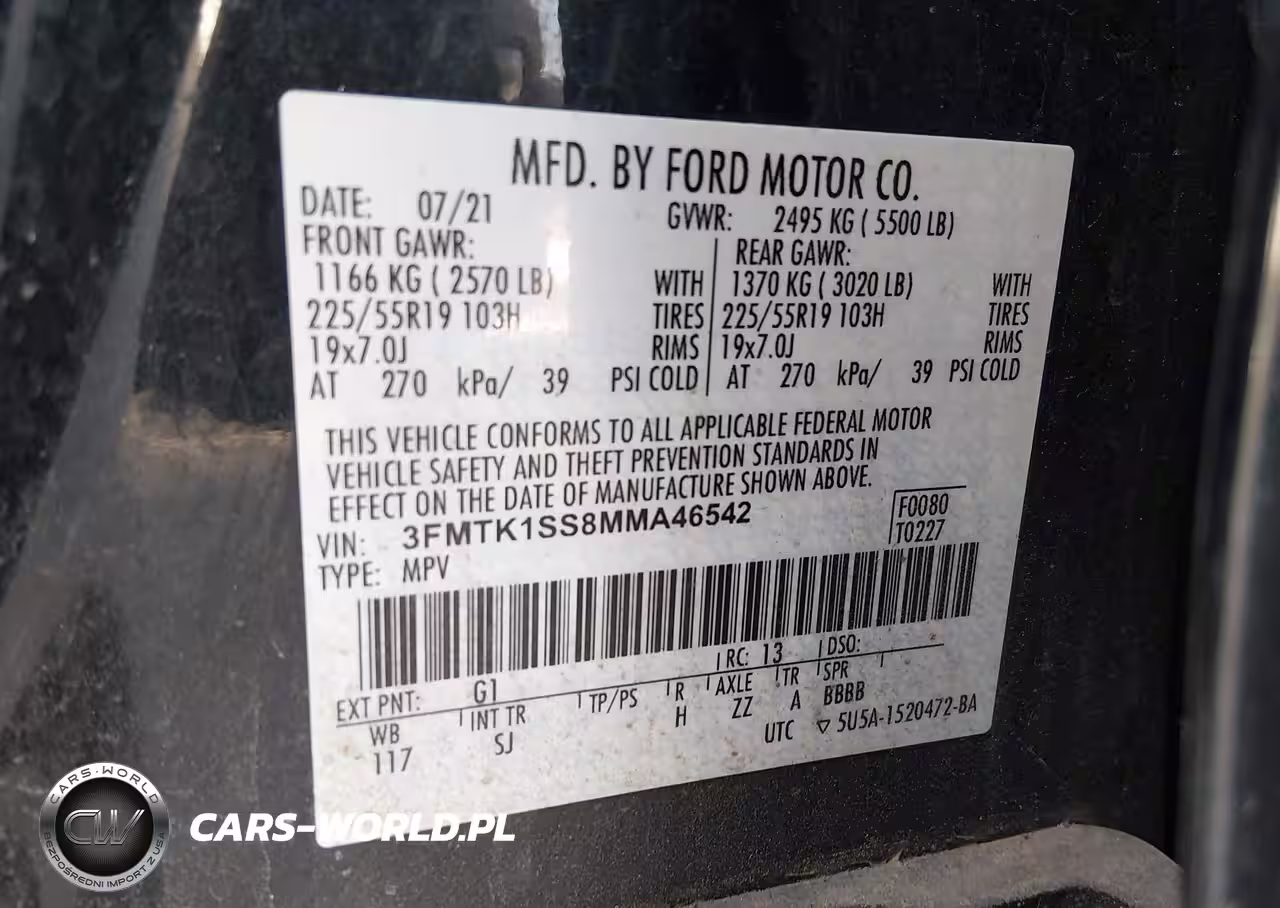 MFD. BY FORD MOTOR CO.
DATE: 07/21 GVWR: 2495 KG ( 5500 LB)
FRONT GAWR: REAR GAWR:
1166 KG ( 2570 LB) WITH 1370 KG ( 3020 LB) WITH
225/55R19 103H TIRES 225/55R19 103H TIRES
19x7.0J RIMS 19x7.0J RIMS
AT 270 kPa/ 39 PSI COLD AT 270 kPa/ 39 PSI COLD
THIS VEHICLE CONFORMS TO ALL APPLICABLE FEDERAL MOTOR
VEHICLE SAFETY AND THEFT PREVENTION STANDARDS IN
EFFECT ON THE DATE OF MANUFACTURE SHOWN ABOVE.
VIN: 3FMTK1SS8MMA46542 F0080
TYPE: MPV T0227
EXT PNT: G1 RC: 13 DSO:
WB INT TR TP/PS R AXLE TR SPR
117 SJ H ZZ A BBBB
UTC ▽ 5U5A-1520472-BA
CARS-WORLD
CW
BEZPOŚREDNI IMPORT Z USA
CARS-WORLD.PL